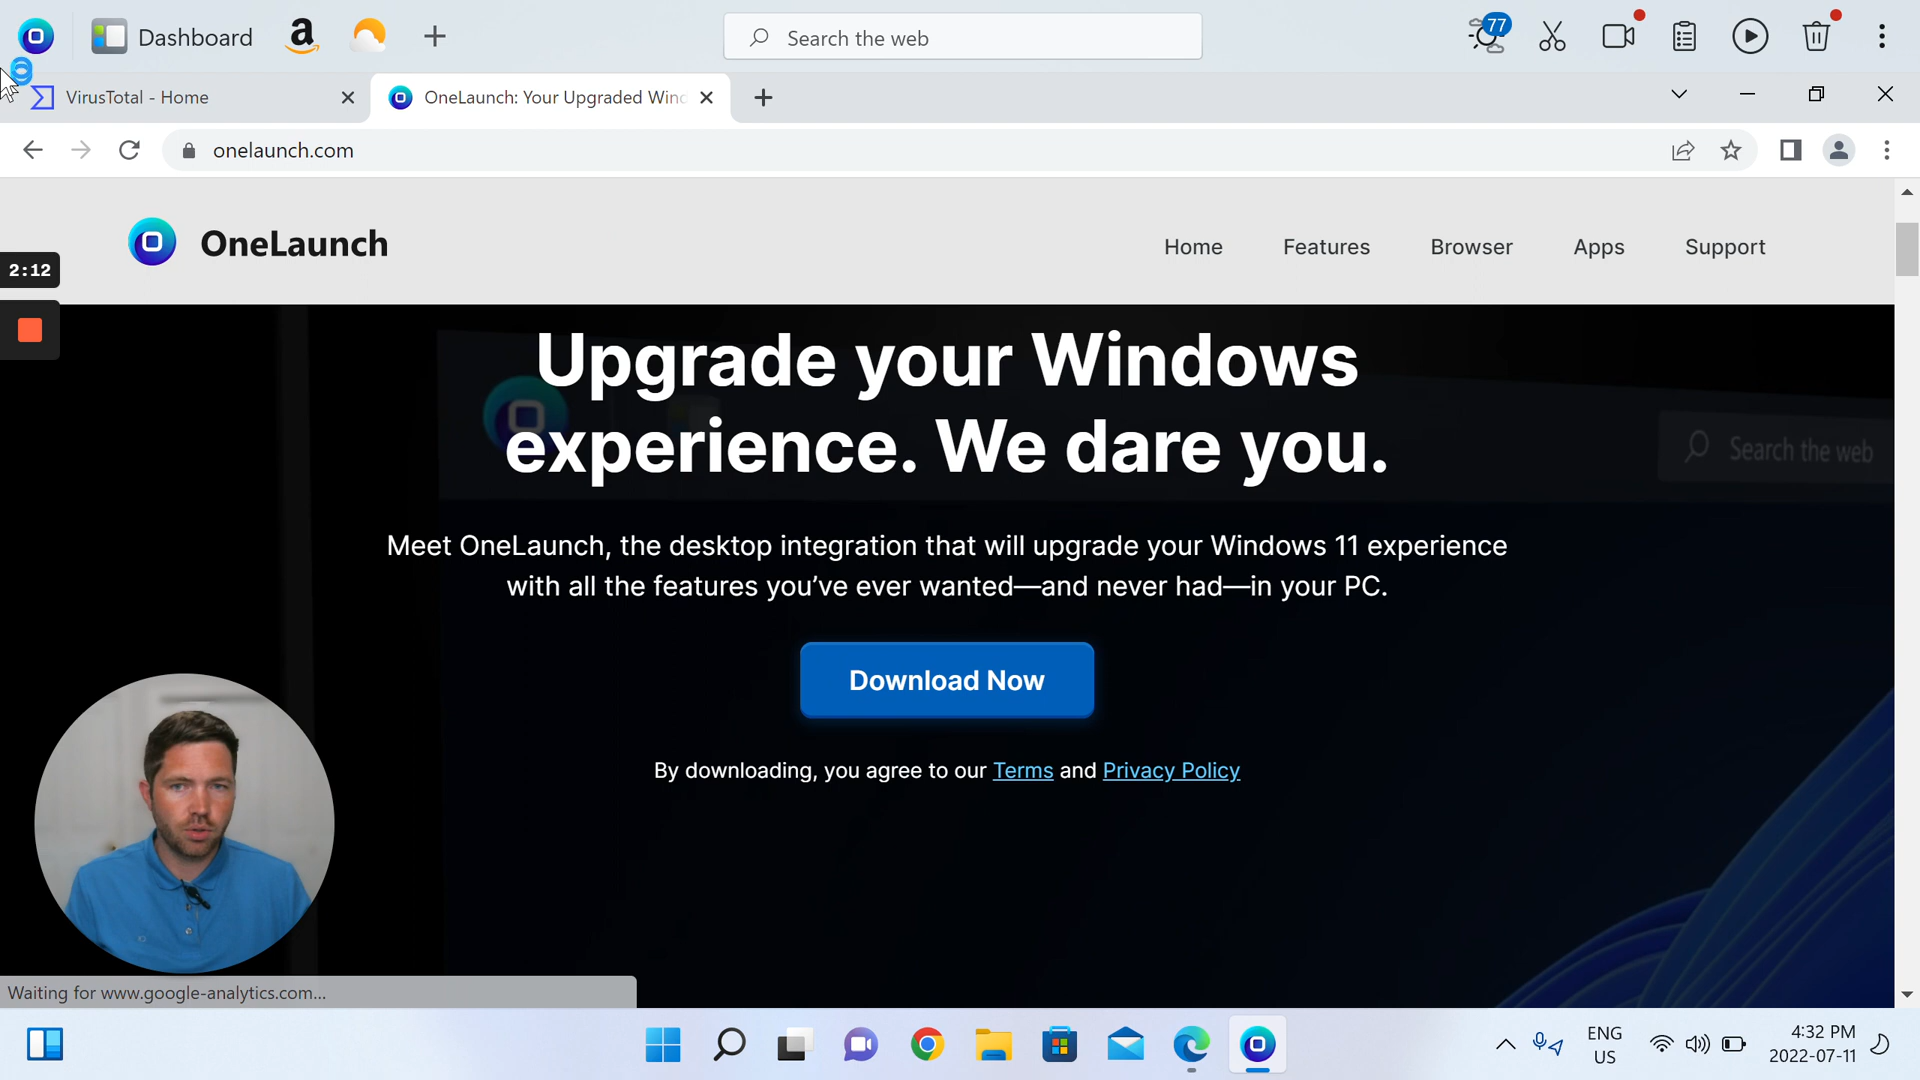 Dashboard
Search the web
77
VirusTotal - Home
OneLaunch: Your Upgraded Winc
onelaunch.com
OneLaunch
Home
Features
Browser
Apps
Support
2:12
Upgrade your Windows
experience. We dare you.
Search the web
Meet OneLaunch, the desktop integration that will upgrade your Windows 11 experience
with all the features you’ve ever wanted—and never had—in your PC.
Download Now
By downloading, you agree to our Terms and Privacy Policy
Waiting for www.google-analytics.com...
ENG
US
4:32 PM
2022-07-11